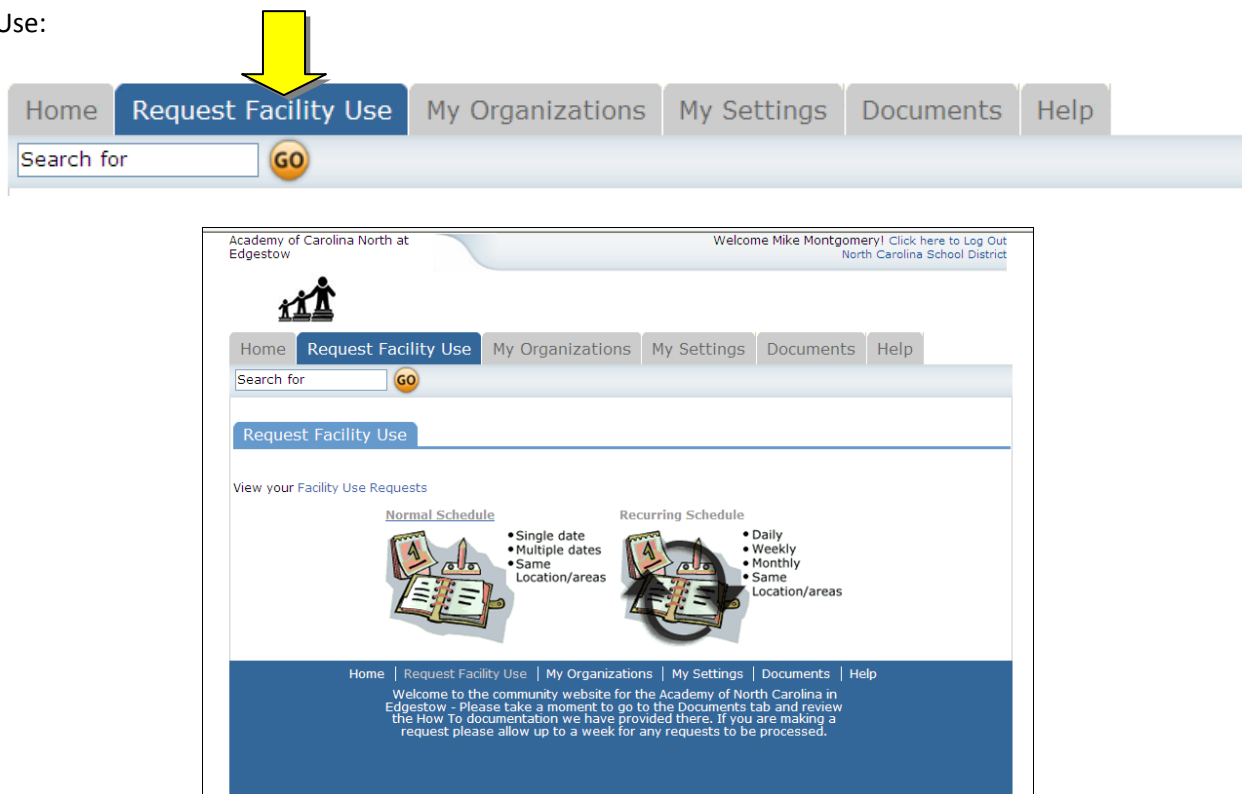 Use:
Home Request Facility Use My Organizations My Settings Documents Help
Search for GO
Academy of Carolina North at
Edgestow
Welcome Mike Montgomery! Click here to Log Out
North Carolina School District
Home Request Facility Use My Organizations My Settings Documents Help
Search for GO
Request Facility Use
View your Facility Use Requests
Normal Schedule
• Single date
• Multiple dates
• Same
Location/areas
Recurring Schedule
• Daily
• Weekly
• Monthly
• Same
Location/areas
Home | Request Facility Use | My Organizations | My Settings | Documents | Help
Welcome to the community website for the Academy of North Carolina in
Edgestow - Please take a moment to go to the Documents tab and review
the How To documentation we have provided there. If you are making a
request please allow up to a week for any requests to be processed.